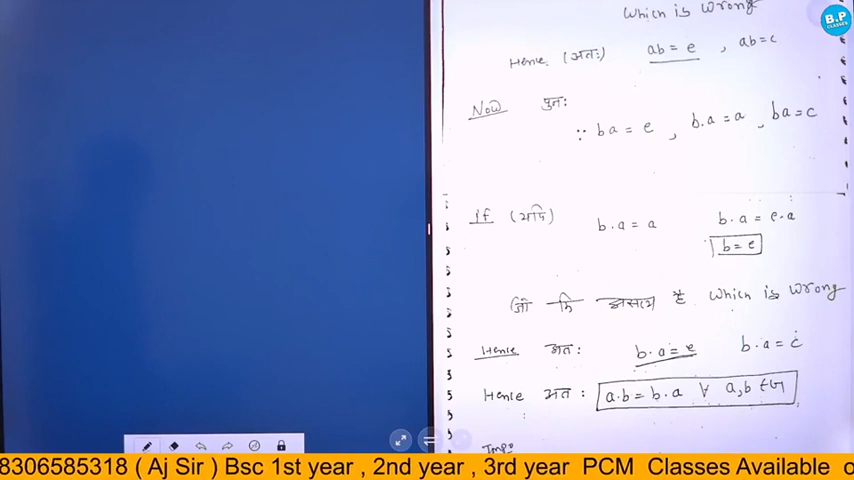 B.P
CLASSES
Which is Wrong
Hence (अतः) ab = e , ab = c
Now पुनः
∵ ba = e , b.a = a , ba = c
If (यदि) b.a = a b.a = e.a
b = e
जो कि असत्य है Which is Wrong
Hence अतः b.a = e b.a = c
Hence अतः : a.b = b.a ∀ a,b ∈ G
Imp:
8306585318 ( Aj Sir ) Bsc 1st year , 2nd year , 3rd year PCM Classes Available o